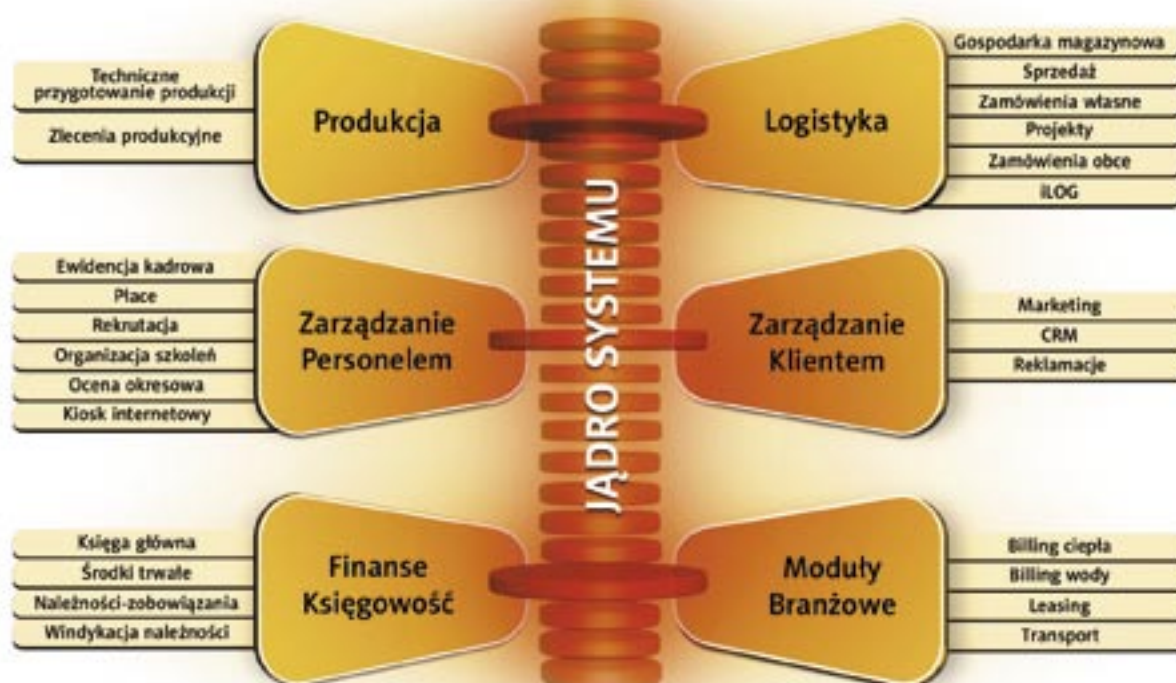 Techniczne
przygotowanie produkcji
Zlecenia produkcyjne
Produkcja
Logistyka
Gospodarka magazynowa
Sprzedaż
Zamówienia własne
Projekty
Zamówienia obce
iLOG
JĄDRO SYSTEMU
Ewidencja kadrowa
Płace
Rekrutacja
Organizacja szkoleń
Ocena okresowa
Kiosk internetowy
Zarządzanie
Personelem
Zarządzanie
Klientem
Marketing
CRM
Reklamacje
Księga główna
Środki trwałe
Należności-zobowiązania
Windykacja należności
Finanse
Księgowość
Moduły
Branżowe
Billing ciepła
Billing wody
Leasing
Transport